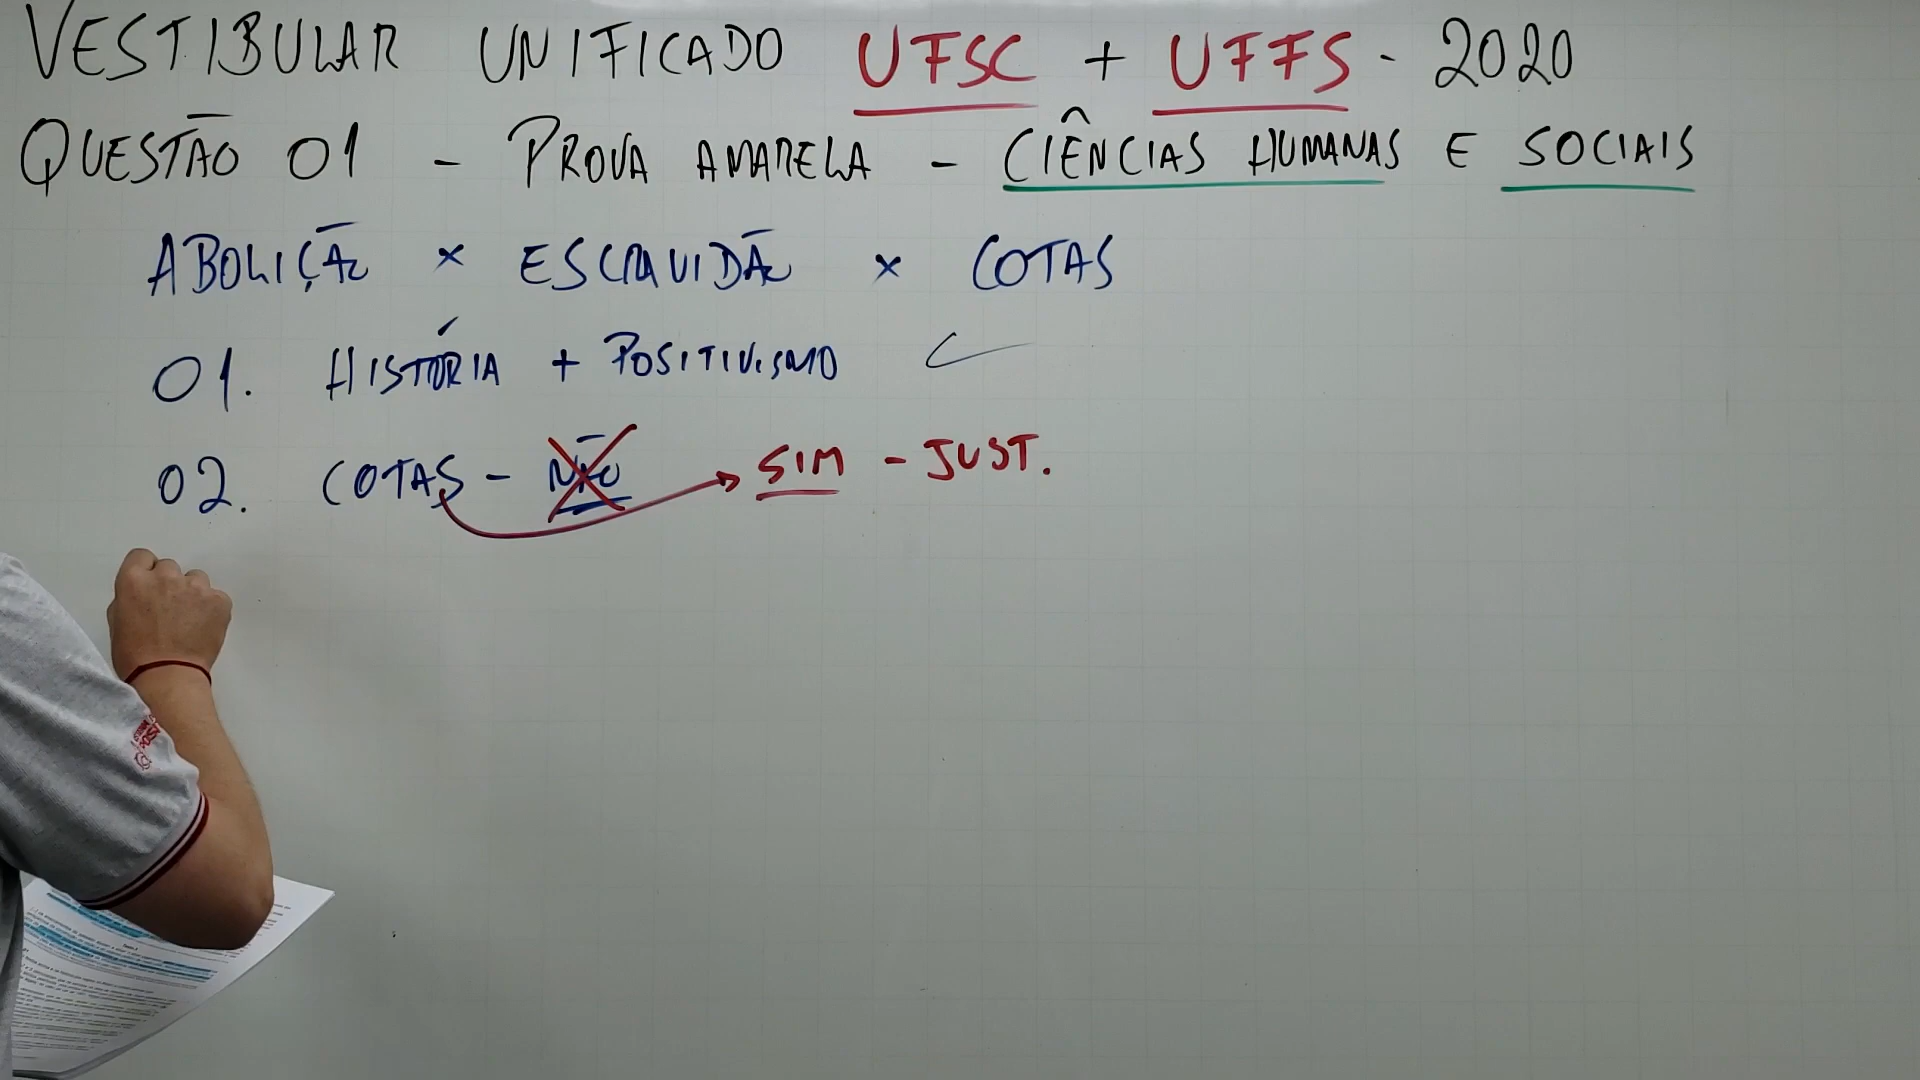 VESTIBULAR UNIFICADO UFSC + UFFS - 2020
QUESTÃO 01 - PROVA AMARELA - CIÊNCIAS HUMANAS E SOCIAIS
ABOLIÇÃO × ESCRAVIDÃO × COTAS
01. HISTÓRIA + POSITIVISMO
02. COTAS - NÃO → SIM - JUST.